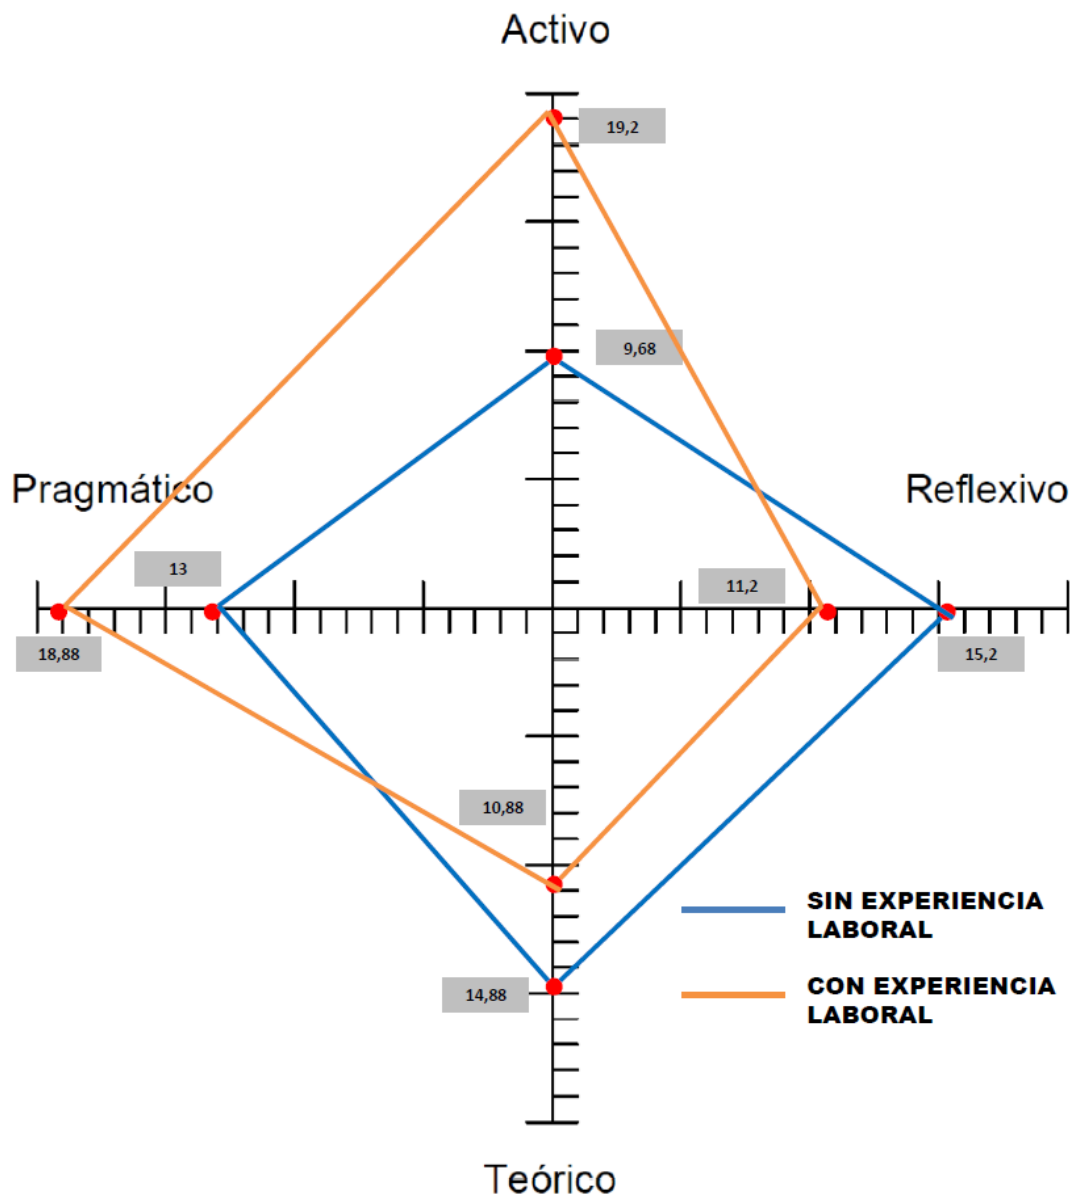 Activo
19,2
9,68
Pragmático
Reflexivo
13
11,2
18,88
15,2
10,88
14,88
SIN EXPERIENCIA
LABORAL
CON EXPERIENCIA
LABORAL
Teórico